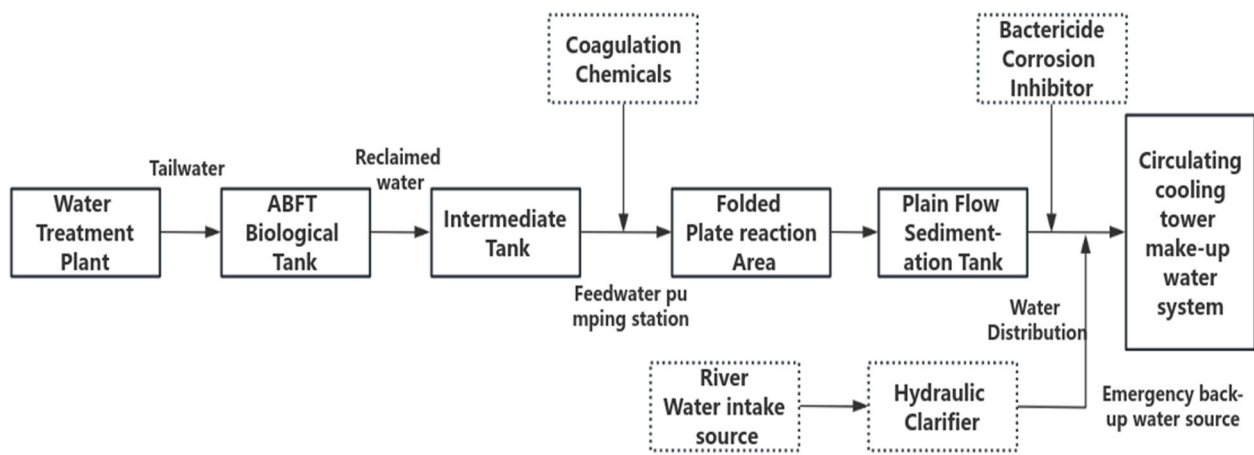 Coagulation
Chemicals
Bactericide
Corrosion
Inhibitor
Tailwater
Reclaimed
water
Water
Treatment
Plant
ABFT
Biological
Tank
Intermediate
Tank
Feedwater pu
mping station
Folded
Plate reaction
Area
Plain Flow
Sediment-
ation Tank
Circulating
cooling
tower
make-up
water
system
Water
Distribution
River
Water intake
source
Hydraulic
Clarifier
Emergency back-
up water source